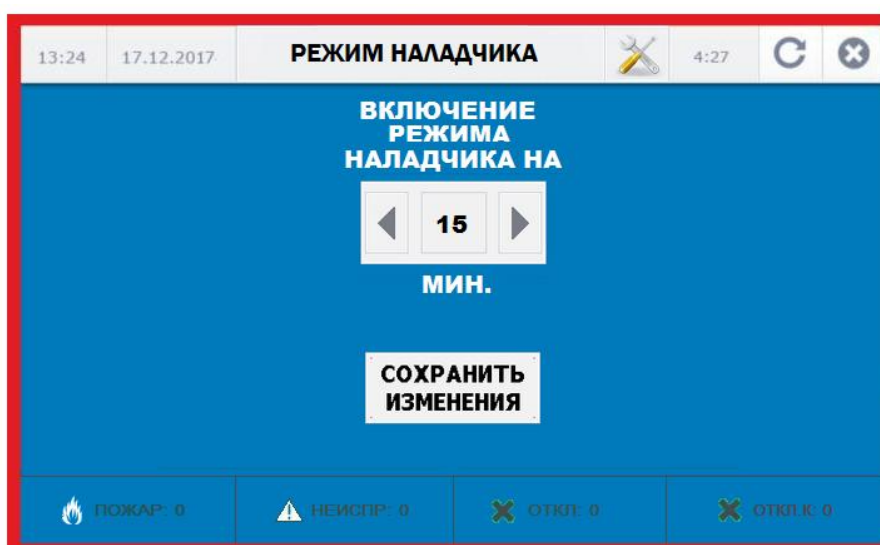 13:24 17.12.2017 РЕЖИМ НАЛАДЧИКА 4:27
ВКЛЮЧЕНИЕ
РЕЖИМА
НАЛАДЧИКА НА
15
МИН.
СОХРАНИТЬ
ИЗМЕНЕНИЯ
ПОЖАР: 0 НЕИСПР: 0 ОТКЛ: 0 ОТКЛ.К: 0